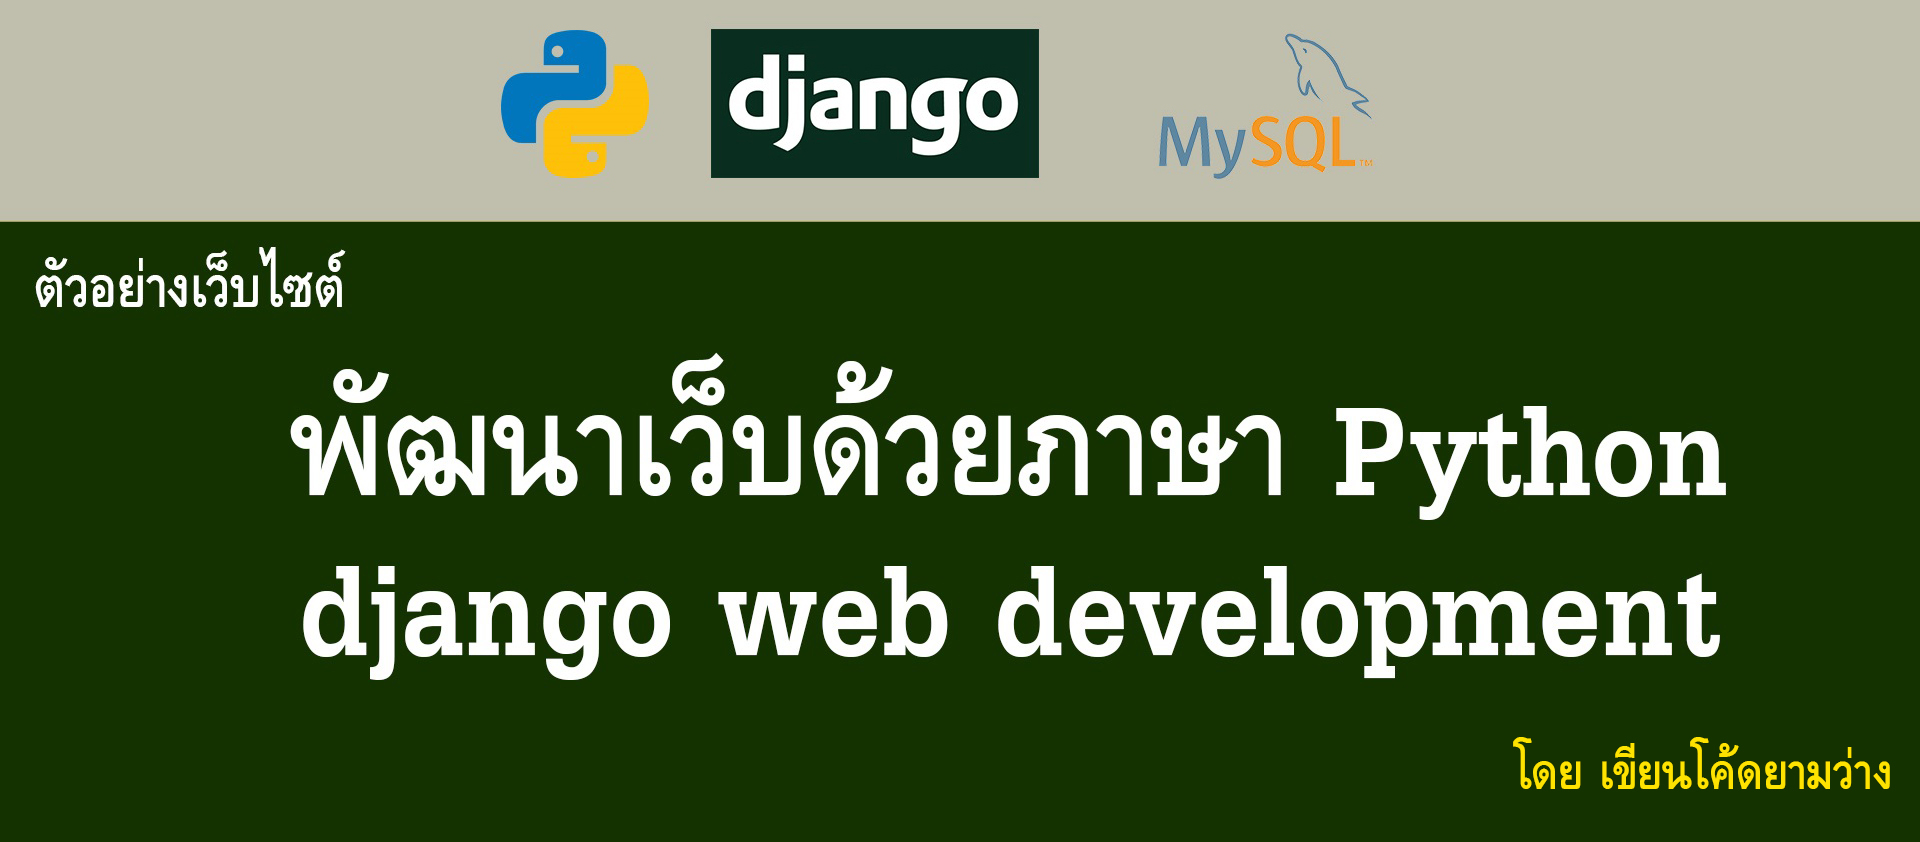 django
MySQL™
ตัวอย่างเว็บไซต์
พัฒนาเว็บด้วยภาษา Python
django web development
โดย เขียนโค้ดยามว่าง